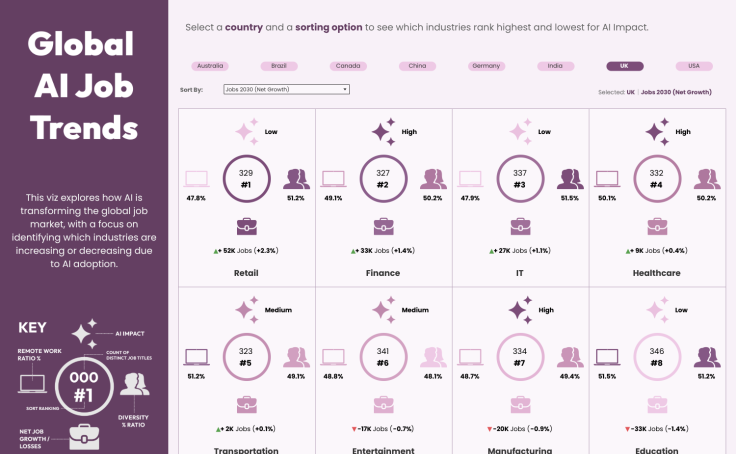 Global
AI Job
Trends
This viz explores how AI is
transforming the global job
market, with a focus on
identifying which industries are
increasing or decreasing due
to AI adoption.
KEY
AI IMPACT
REMOTE WORK
RATIO %
COUNT OF
DISTINCT JOB TITLES
000
#1
SORT RANKING
DIVERSITY
% RATIO
NET JOB
GROWTH /
LOSSES
Select a country and a sorting option to see which industries rank highest and lowest for AI Impact.
Australia Brazil Canada China Germany India UK USA
Sort By: Jobs 2030 (Net Growth)
Selected: UK | Jobs 2030 (Net Growth)
Low
329
#1
47.8% 51.2%
+ 52K Jobs (+2.3%)
Retail
High
327
#2
49.1% 50.2%
+ 33K Jobs (+1.4%)
Finance
Low
337
#3
47.9% 51.5%
+ 27K Jobs (+1.1%)
IT
High
332
#4
50.1% 50.2%
+ 9K Jobs (+0.4%)
Healthcare
Medium
323
#5
51.2% 49.1%
+ 2K Jobs (+0.1%)
Transportation
Medium
341
#6
48.8% 48.1%
-17K Jobs (-0.7%)
Entertainment
High
334
#7
48.7% 49.4%
-20K Jobs (-0.9%)
Manufacturing
Low
346
#8
51.5% 51.2%
-33K Jobs (-1.4%)
Education